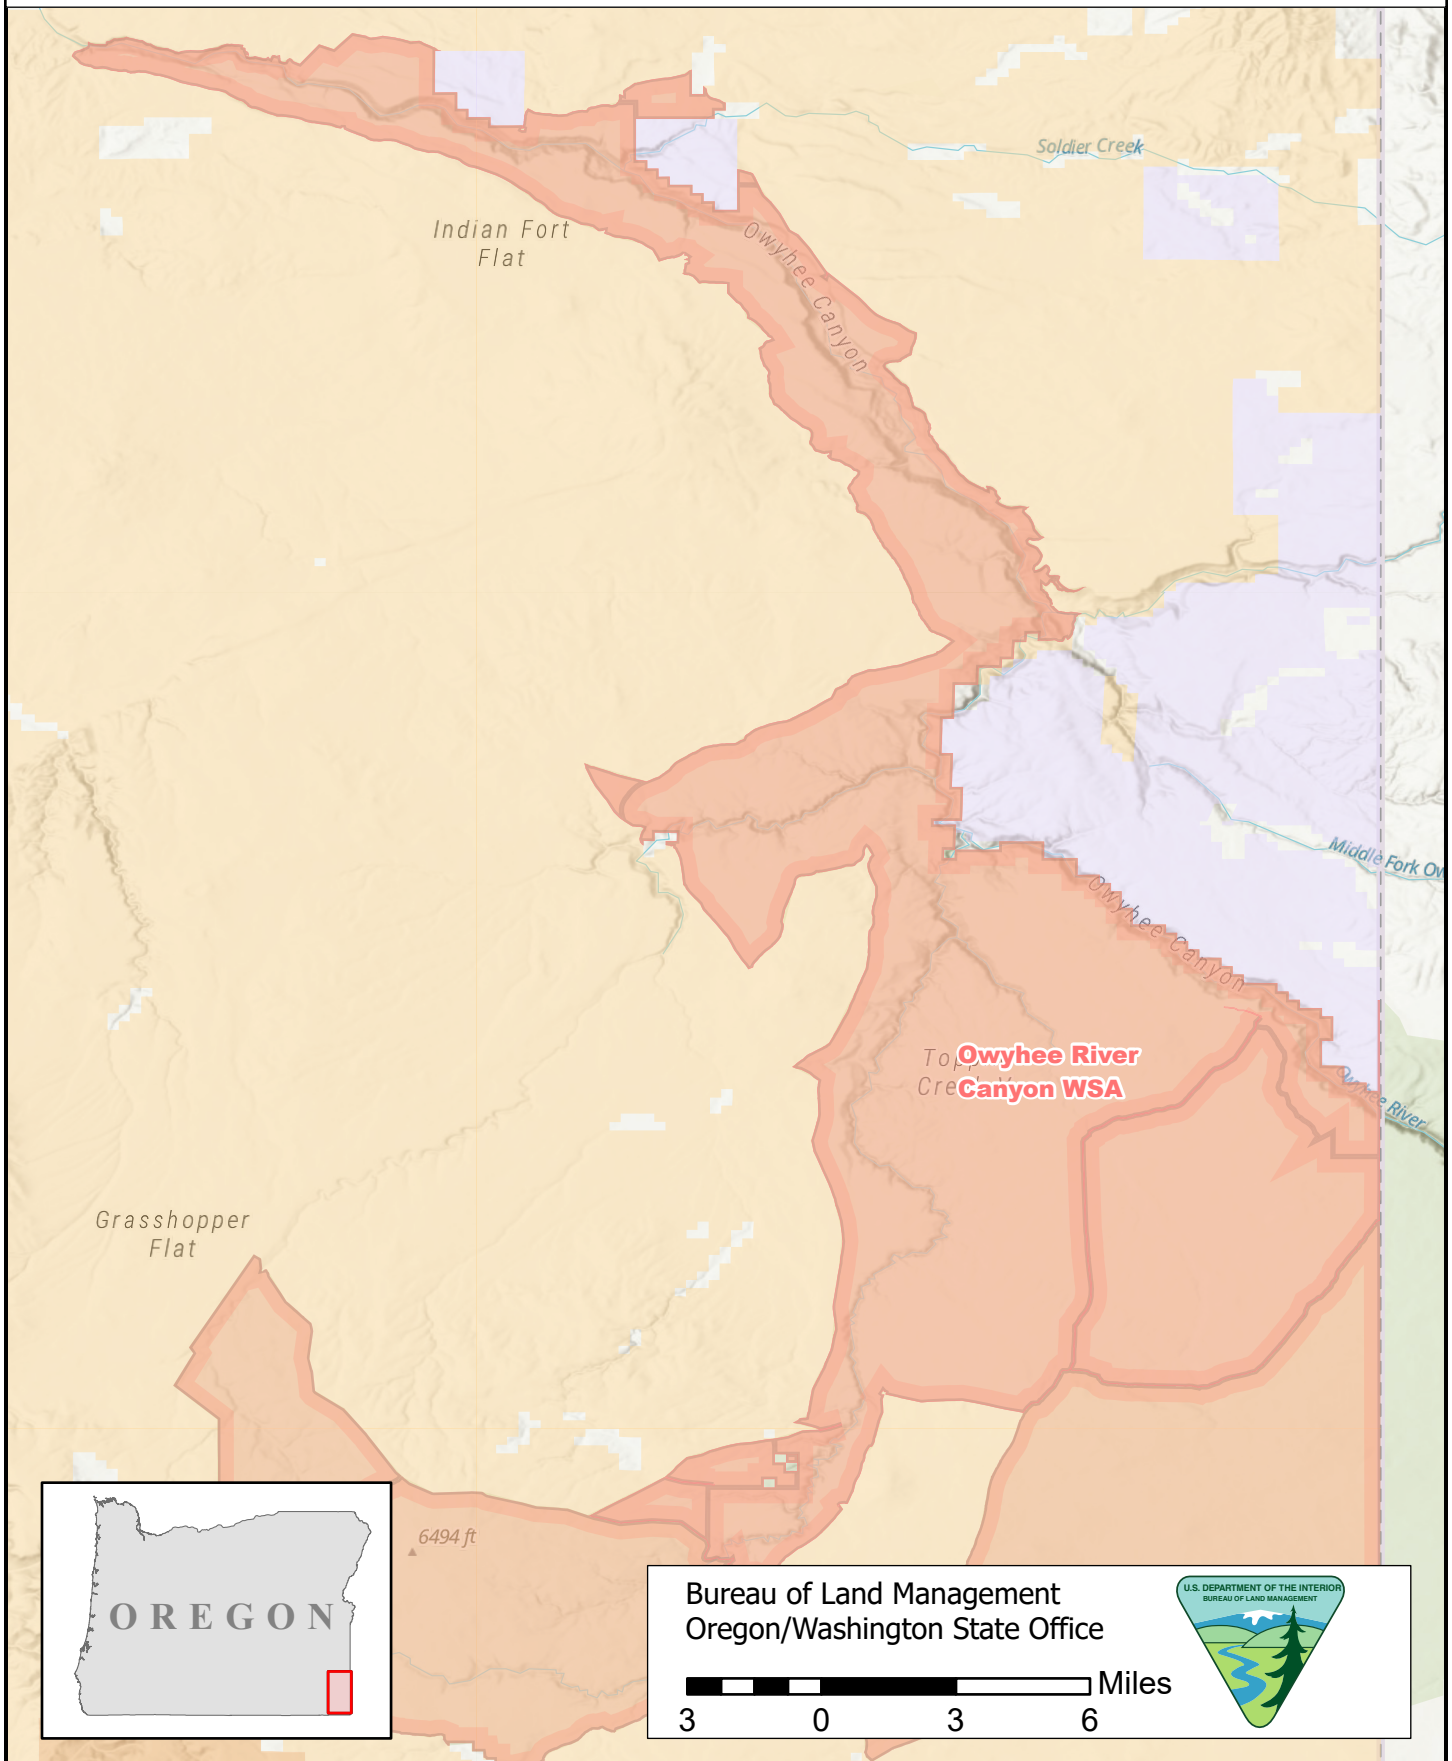 Soldier Creek
Indian Fort
Flat
Owyhee Canyon
Middle Fork
Owyhee Canyon
Owyhee River
Canyon WSA
Owyhee River
Grasshopper
Flat
6494 ft
OREGON
Bureau of Land Management
Oregon/Washington State Office
Miles
3 0 3 6
U.S. DEPARTMENT OF THE INTERIOR
BUREAU OF LAND MANAGEMENT